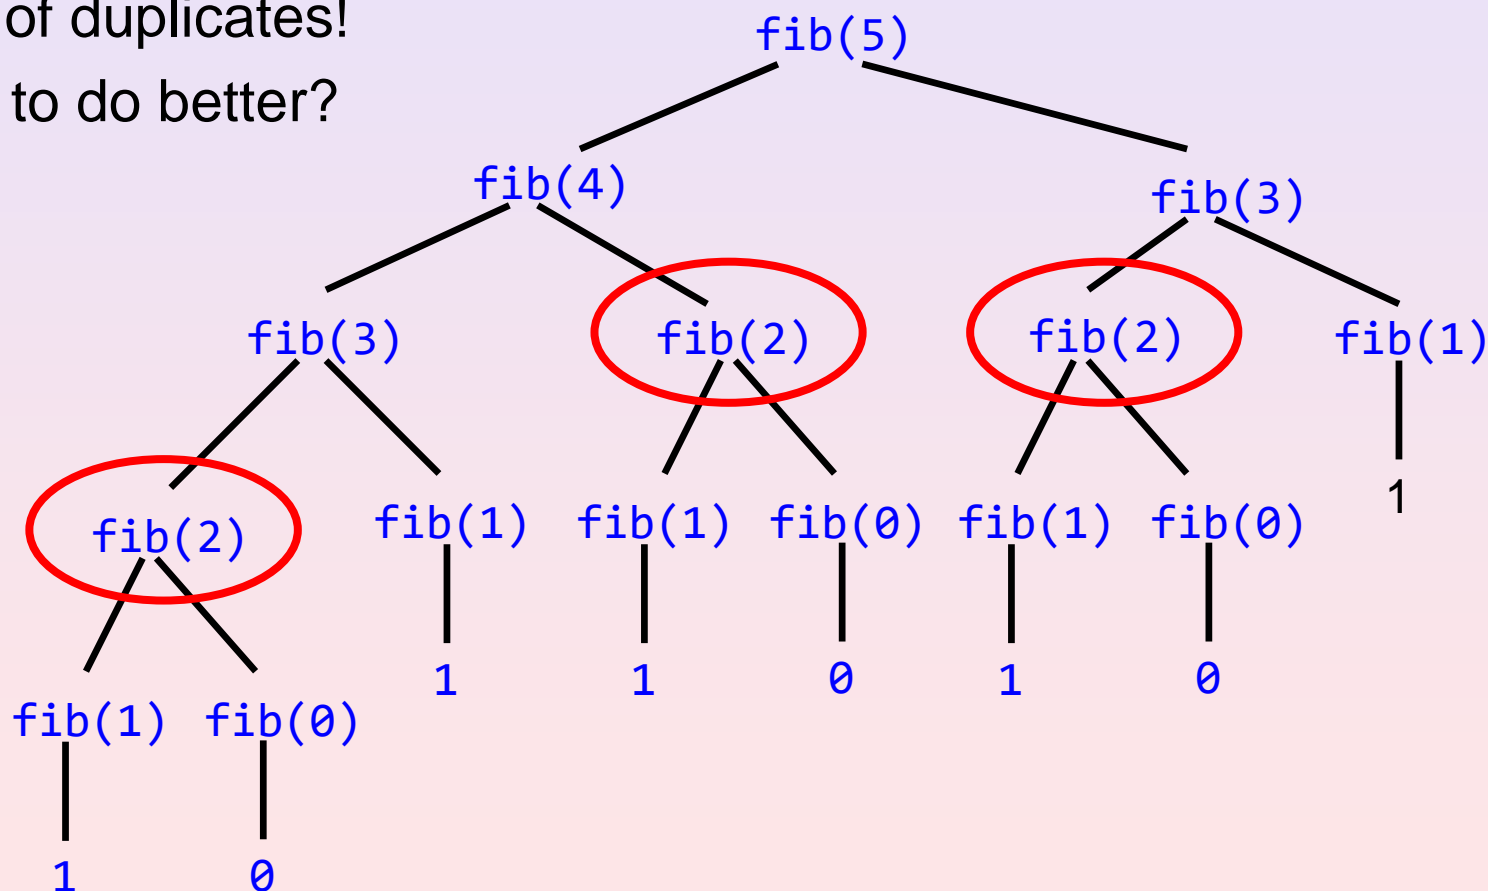 of duplicates!
to do better?
fib(5)
fib(4) fib(3)
fib(3) fib(2) fib(2) fib(1)
fib(2) fib(1) fib(1) fib(0) fib(1) fib(0) 1
fib(1) fib(0) 1 1 0 1 0
1 0